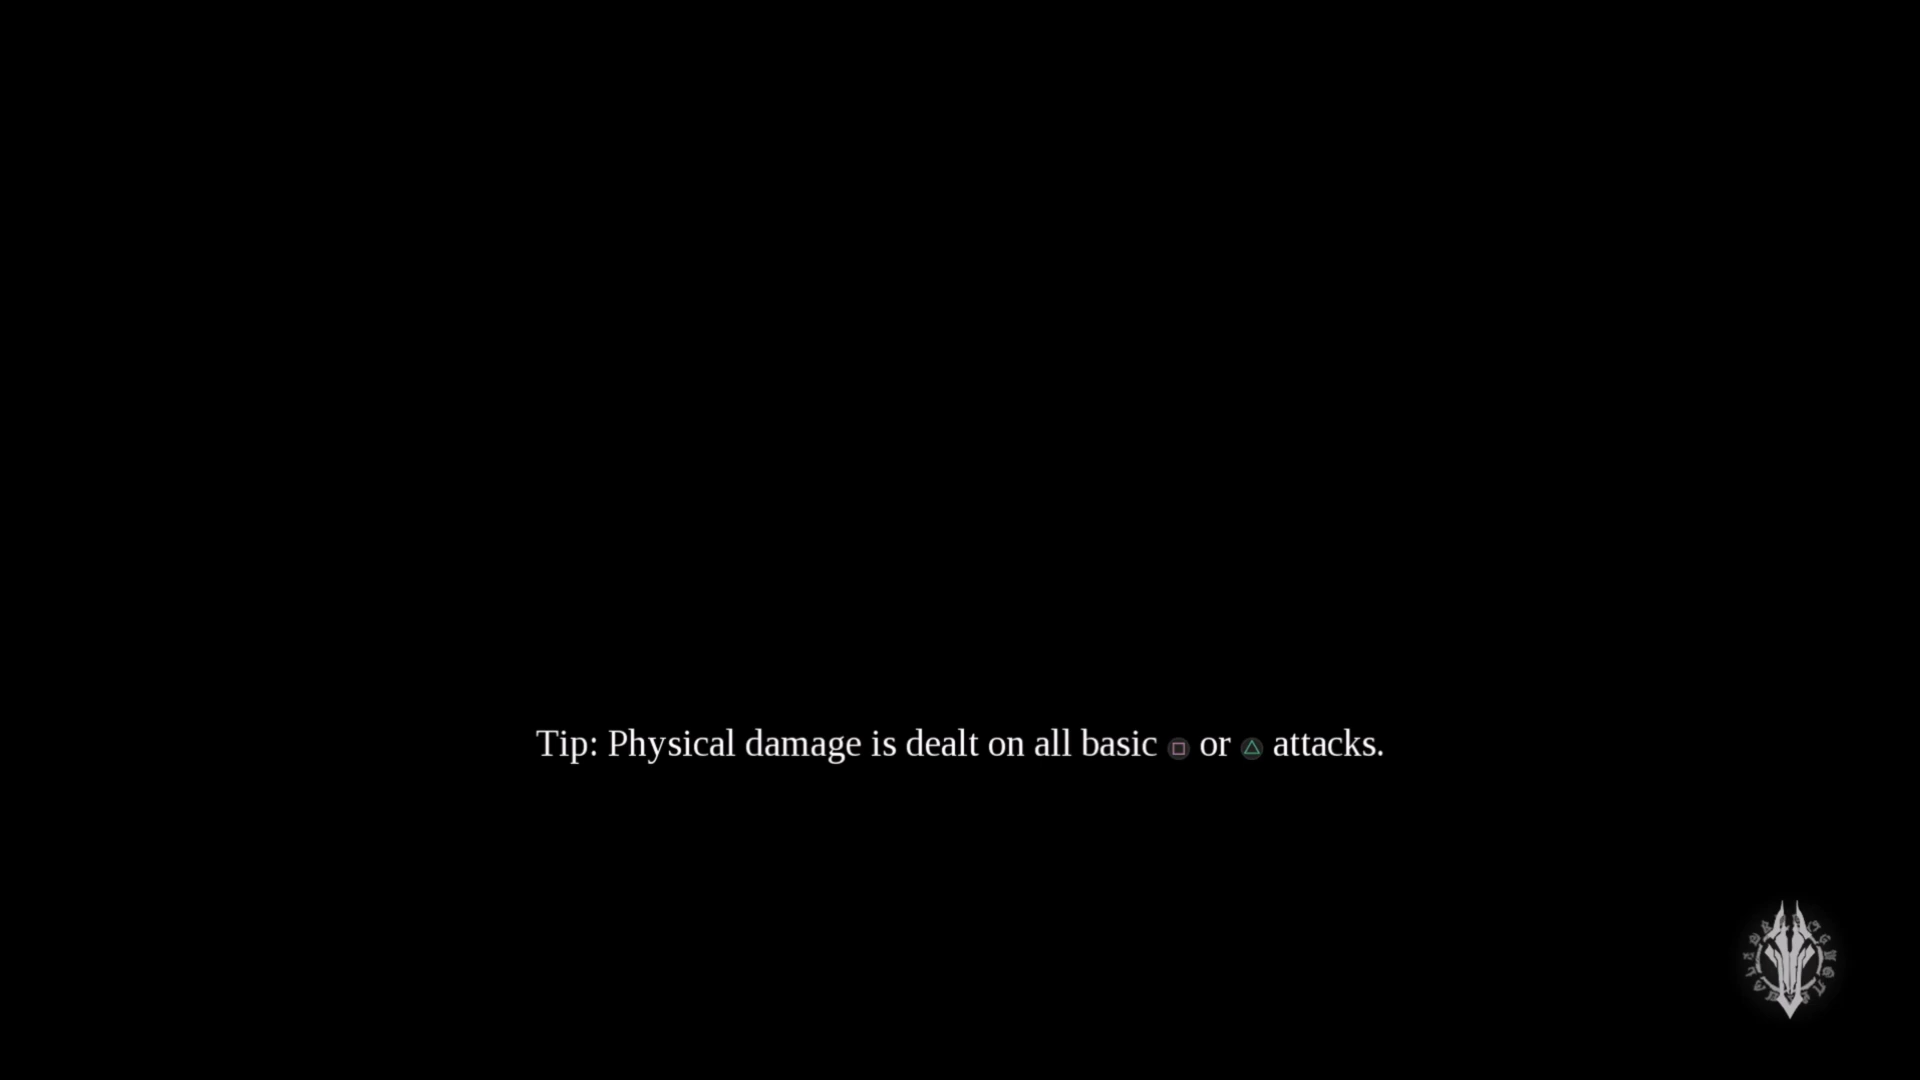 Tip: Physical damage is dealt on all basic □ or △ attacks.